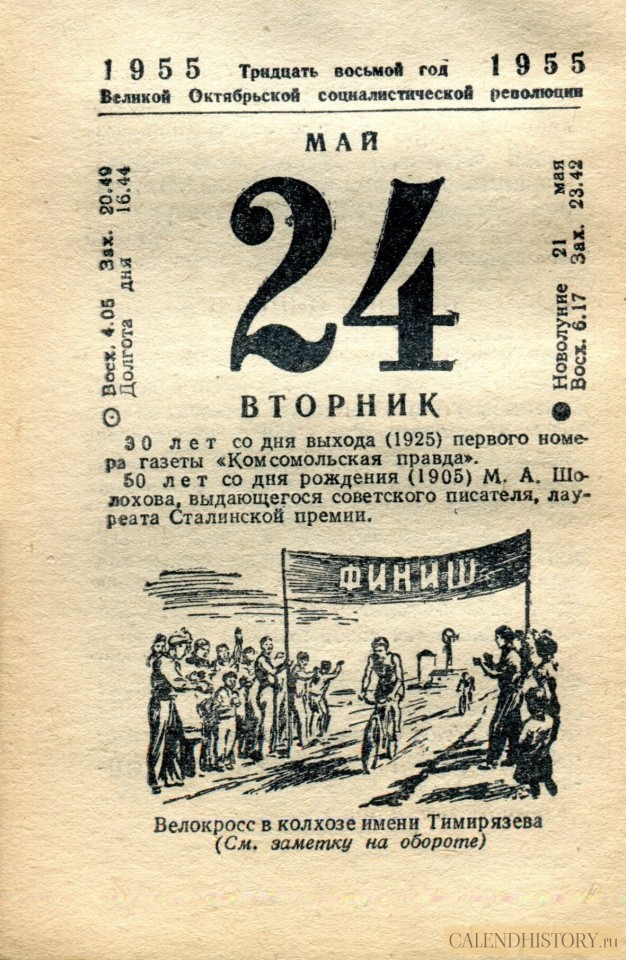 1955 Тридцать восьмой год 1955
Великой Октябрьской социалистической революции
МАЙ
Восх. 4.05 Зах. 20.49
Долгота дня 16.44
24
Новолуние 21 мая
Восх. 6.17 Зах. 23.42
ВТОРНИК
30 лет со дня выхода (1925) первого номе-
ра газеты «Комсомольская правда».
50 лет со дня рождения (1905) М. А. Шо-
лохова, выдающегося советского писателя, лау-
реата Сталинской премии.
ФИНИШ
Велокросс в колхозе имени Тимирязева
(См. заметку на обороте)
CALENDHISTORY.ru